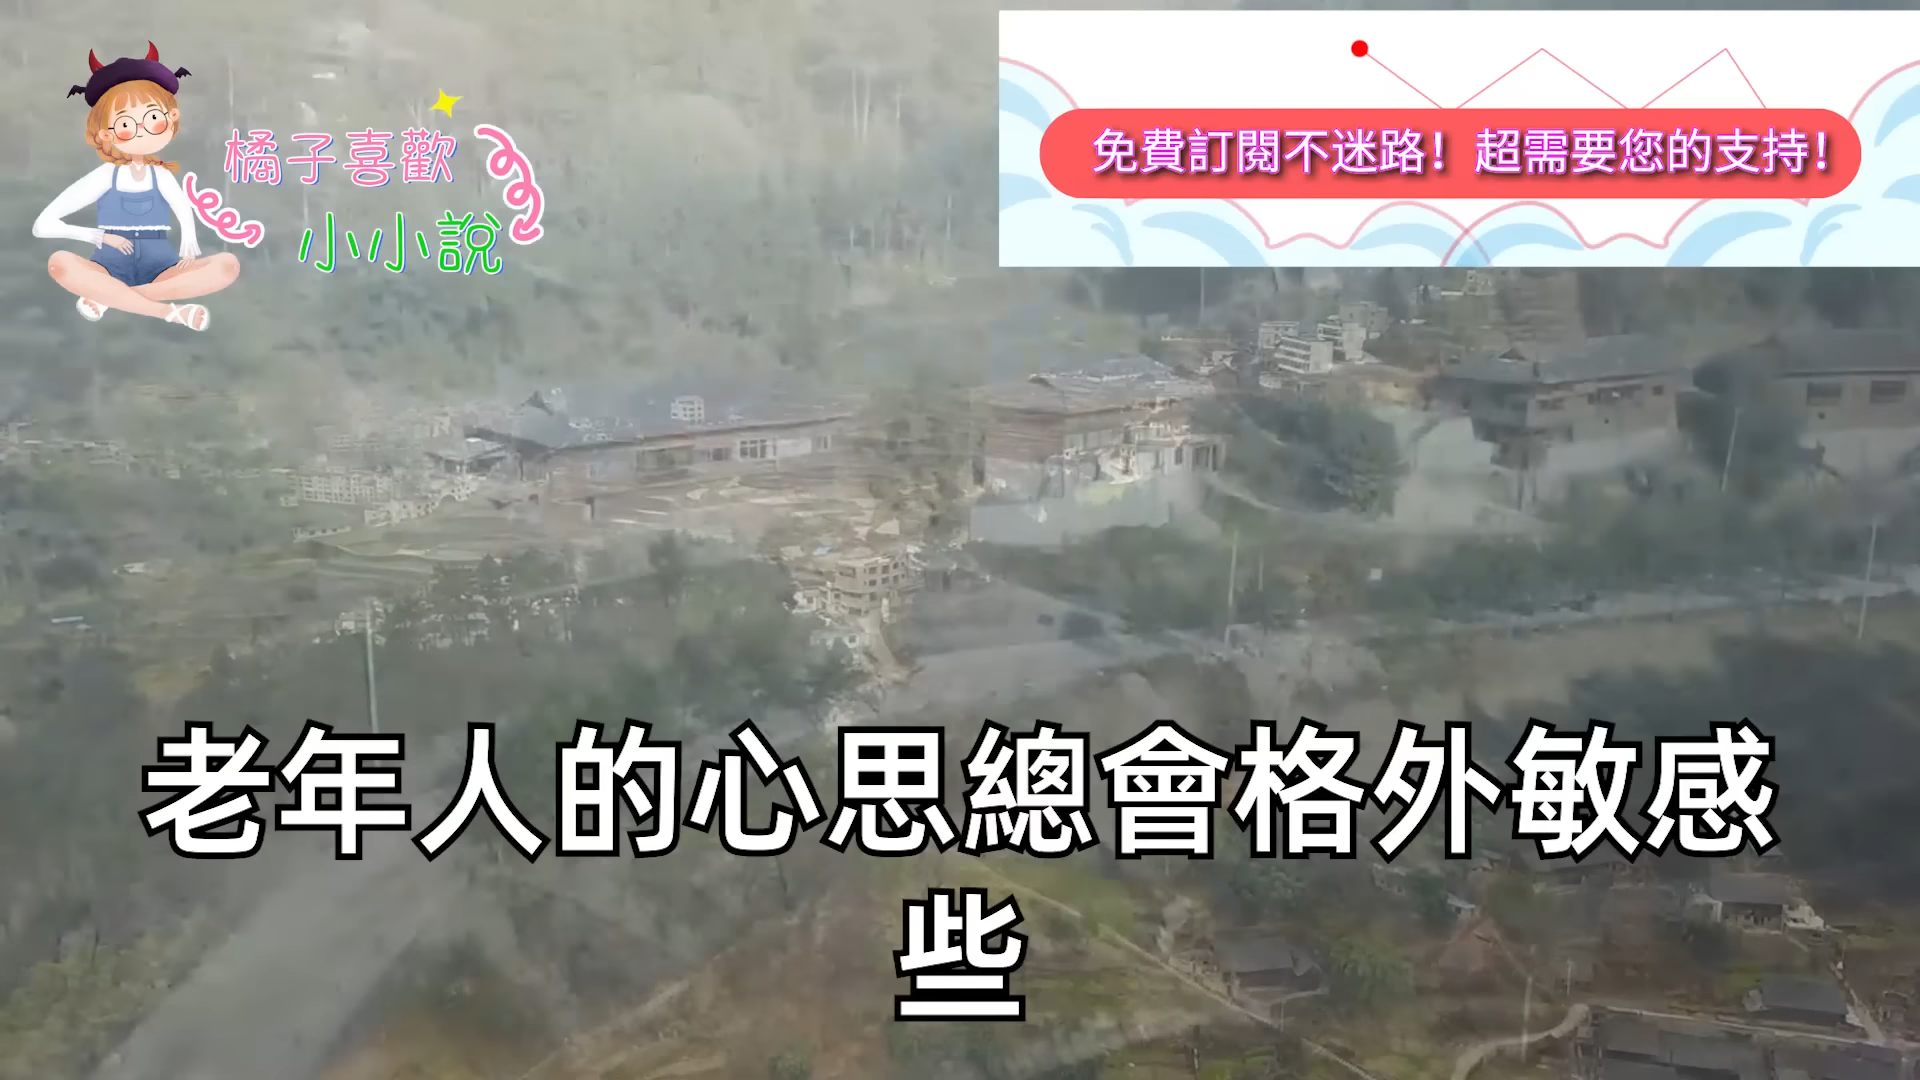 橘子喜歡
小小說
免費訂閱不迷路！超需要您的支持！
老年人的心思總會格外敏感
些